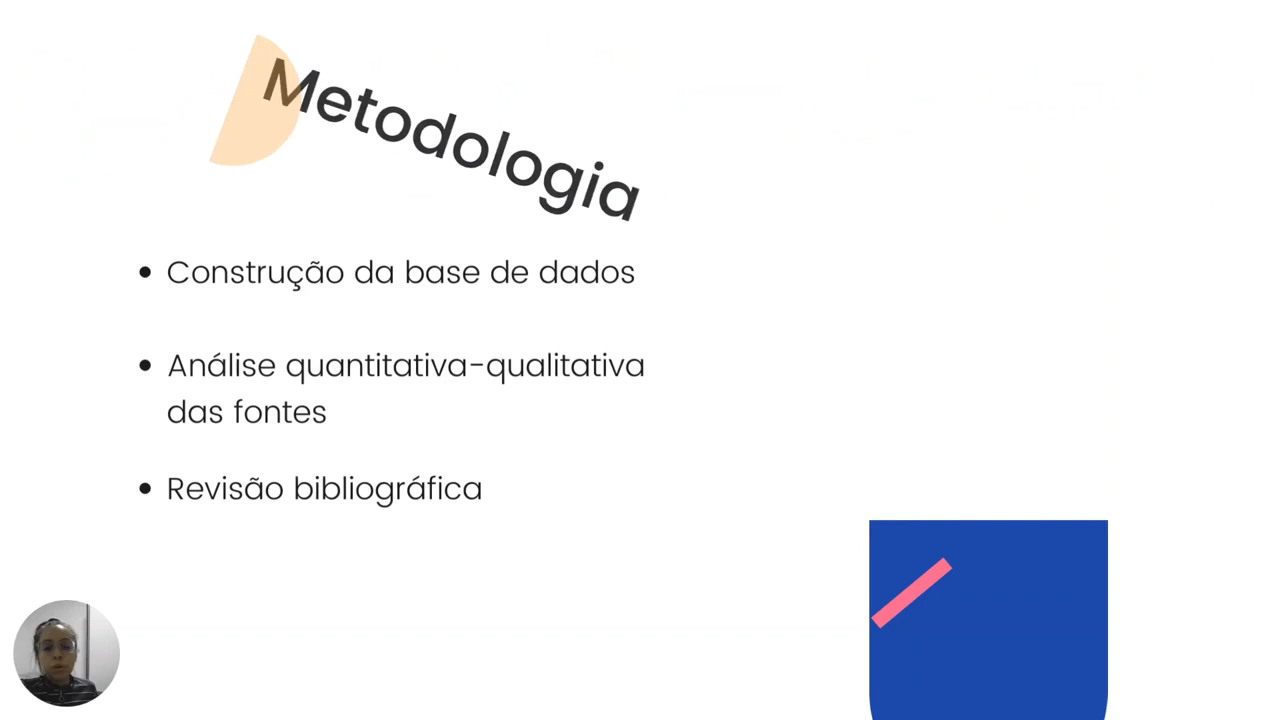 Metodologia
Construção da base de dados
Análise quantitativa-qualitativa
das fontes
Revisão bibliográfica